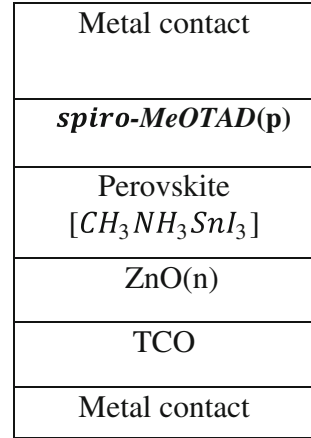 Metal contact
spiro-MeOTAD(p)
Perovskite
[CH₃NH₃SnI₃]
ZnO(n)
TCO
Metal contact